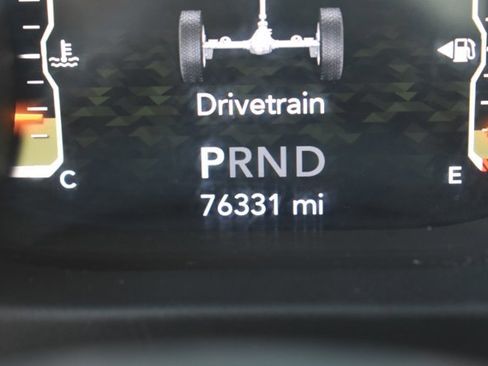 Drivetrain
PRND
C
E
76331 mi